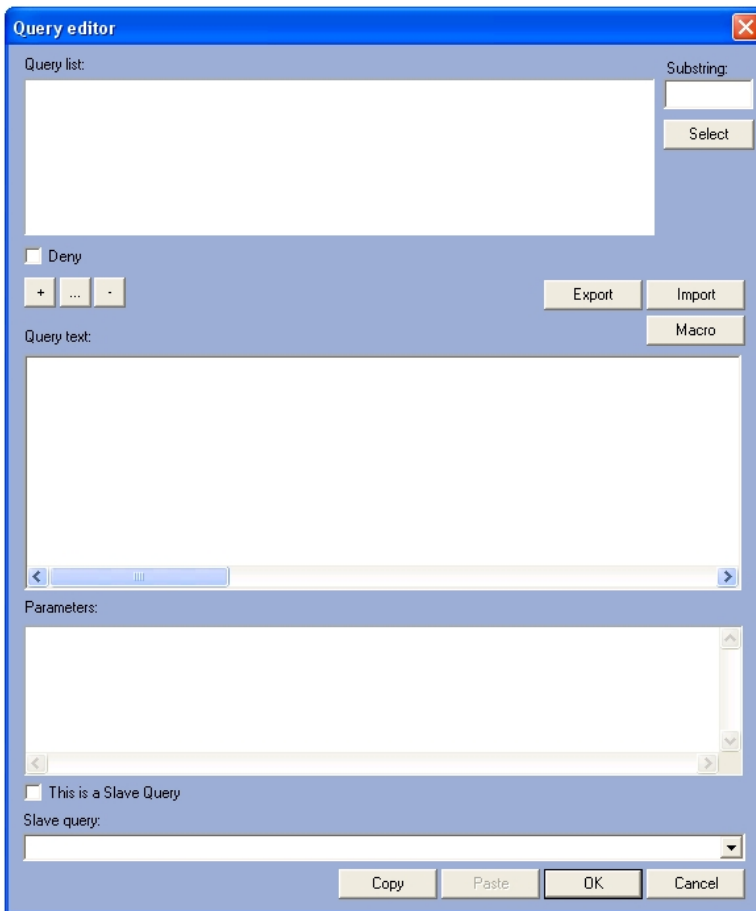 Query editor
Query list:
Substring:
Select
Deny
+ ... -
Export Import
Macro
Query text:
Parameters:
This is a Slave Query
Slave query:
Copy Paste OK Cancel